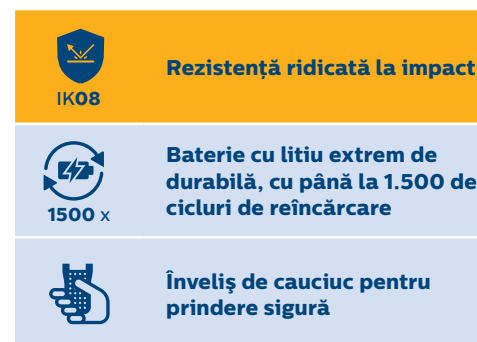 IK08
Rezistență ridicată la impact
1500 x
Baterie cu litiu extrem de
durabilă, cu până la 1.500 de
cicluri de reîncărcare
Înveliş de cauciuc pentru
prindere sigură